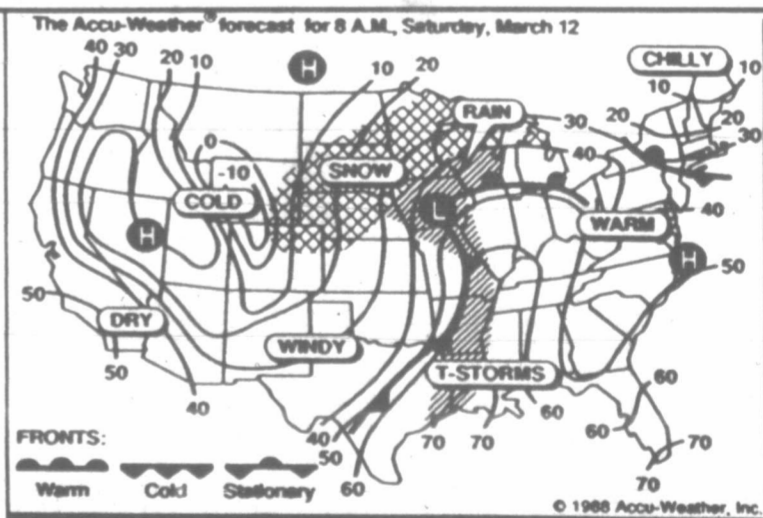 The Accu-Weather® forecast for 8 A.M., Saturday, March 12
40 30 20 10 H 10 20 CHILLY 10
10
RAIN 30 20 20
0 40 30
-10 SNOW
COLD
L WARM 40
H H 50
50 DRY WINDY
50 T-STORMS
40 60 60
60
40 70 70 70
50
60 70
FRONTS:
Warm Cold Stationary
© 1988 Accu-Weather, Inc.